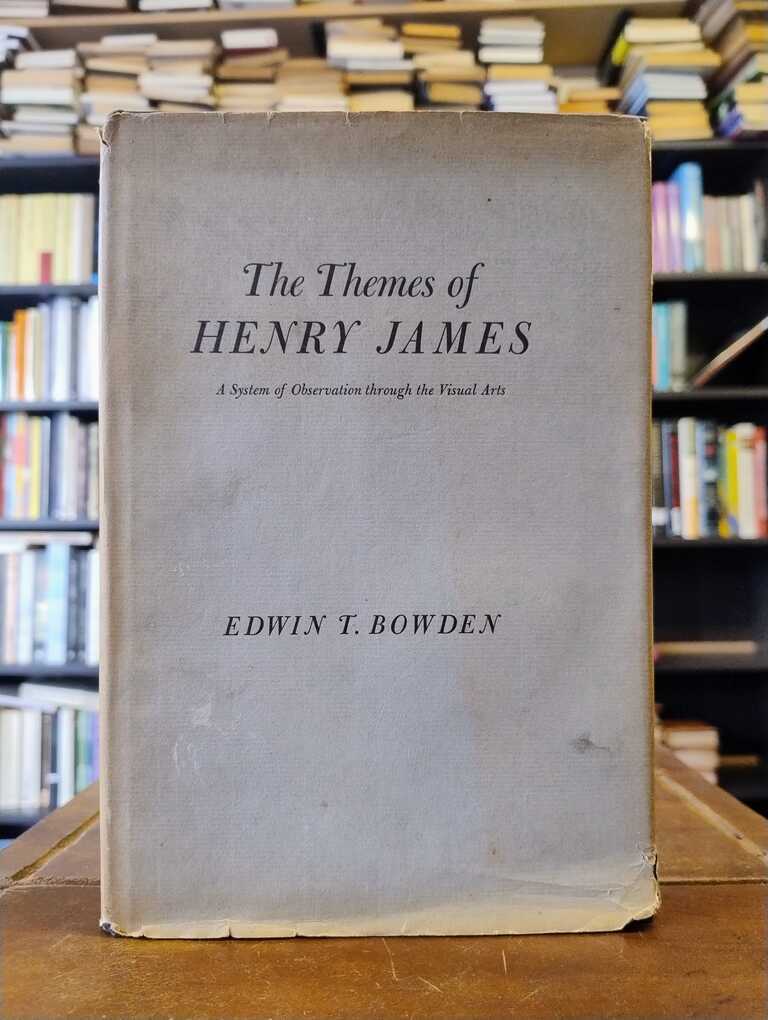 The Themes of
HENRY JAMES
A System of Observation through the Visual Arts
EDWIN T. BOWDEN